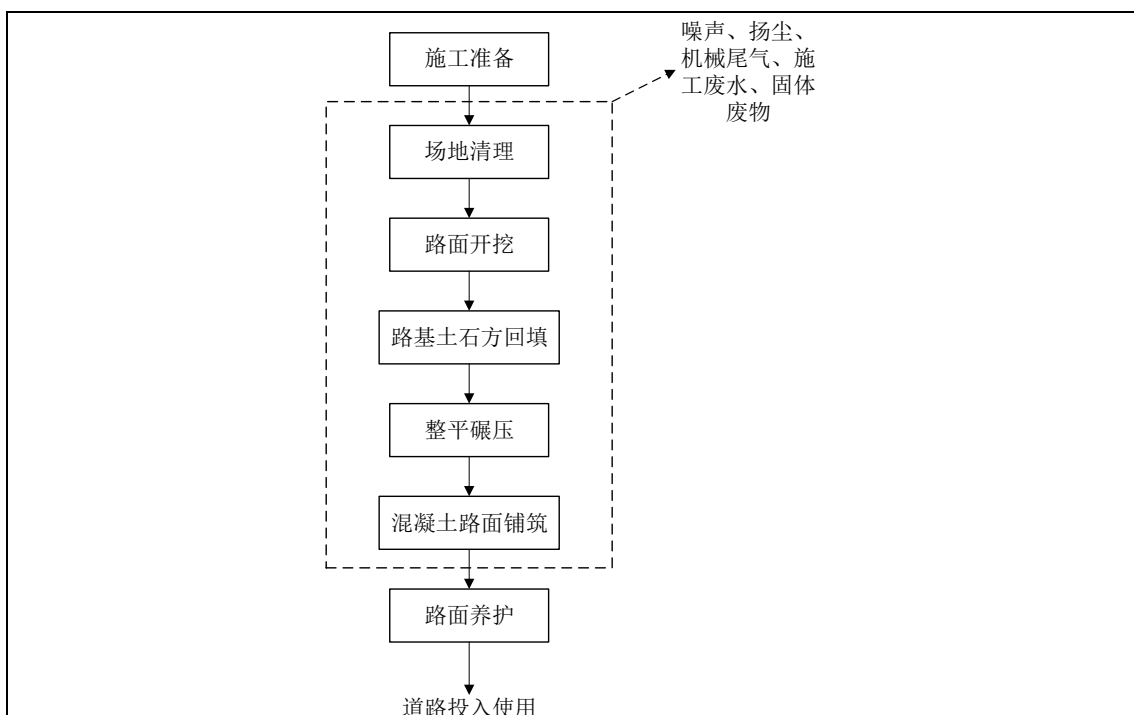 施工准备
噪声、扬尘、
机械尾气、施
工废水、固体
废物
场地清理
路面开挖
路基土石方回填
整平碾压
混凝土路面铺筑
路面养护
道路投入使用